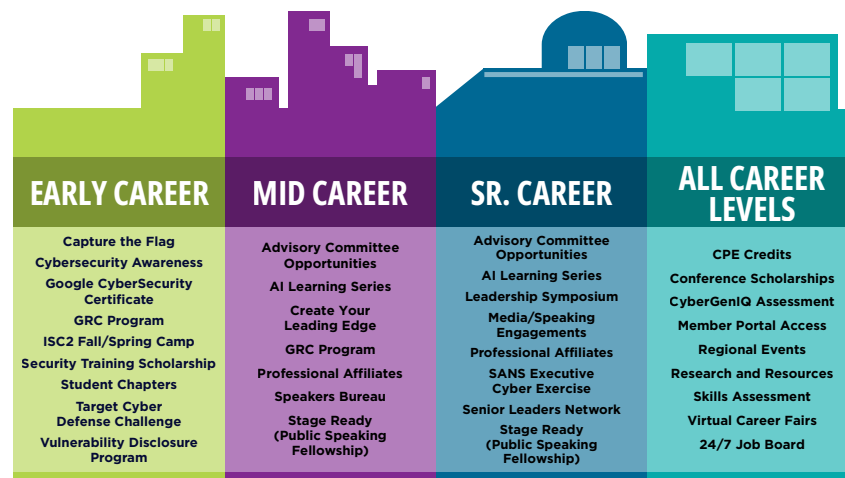 EARLY CAREER
Capture the Flag
Cybersecurity Awareness
Google CyberSecurity
Certificate
GRC Program
ISC2 Fall/Spring Camp
Security Training Scholarship
Student Chapters
Target Cyber
Defense Challenge
Vulnerability Disclosure
Program
MID CAREER
Advisory Committee
Opportunities
AI Learning Series
Create Your
Leading Edge
GRC Program
Professional Affiliates
Speakers Bureau
Stage Ready
(Public Speaking
Fellowship)
SR. CAREER
Advisory Committee
Opportunities
AI Learning Series
Leadership Symposium
Media/Speaking
Engagements
Professional Affiliates
SANS Executive
Cyber Exercise
Senior Leaders Network
Stage Ready
(Public Speaking
Fellowship)
ALL CAREER
LEVELS
CPE Credits
Conference Scholarships
CyberGenIQ Assessment
Member Portal Access
Regional Events
Research and Resources
Skills Assessment
Virtual Career Fairs
24/7 Job Board